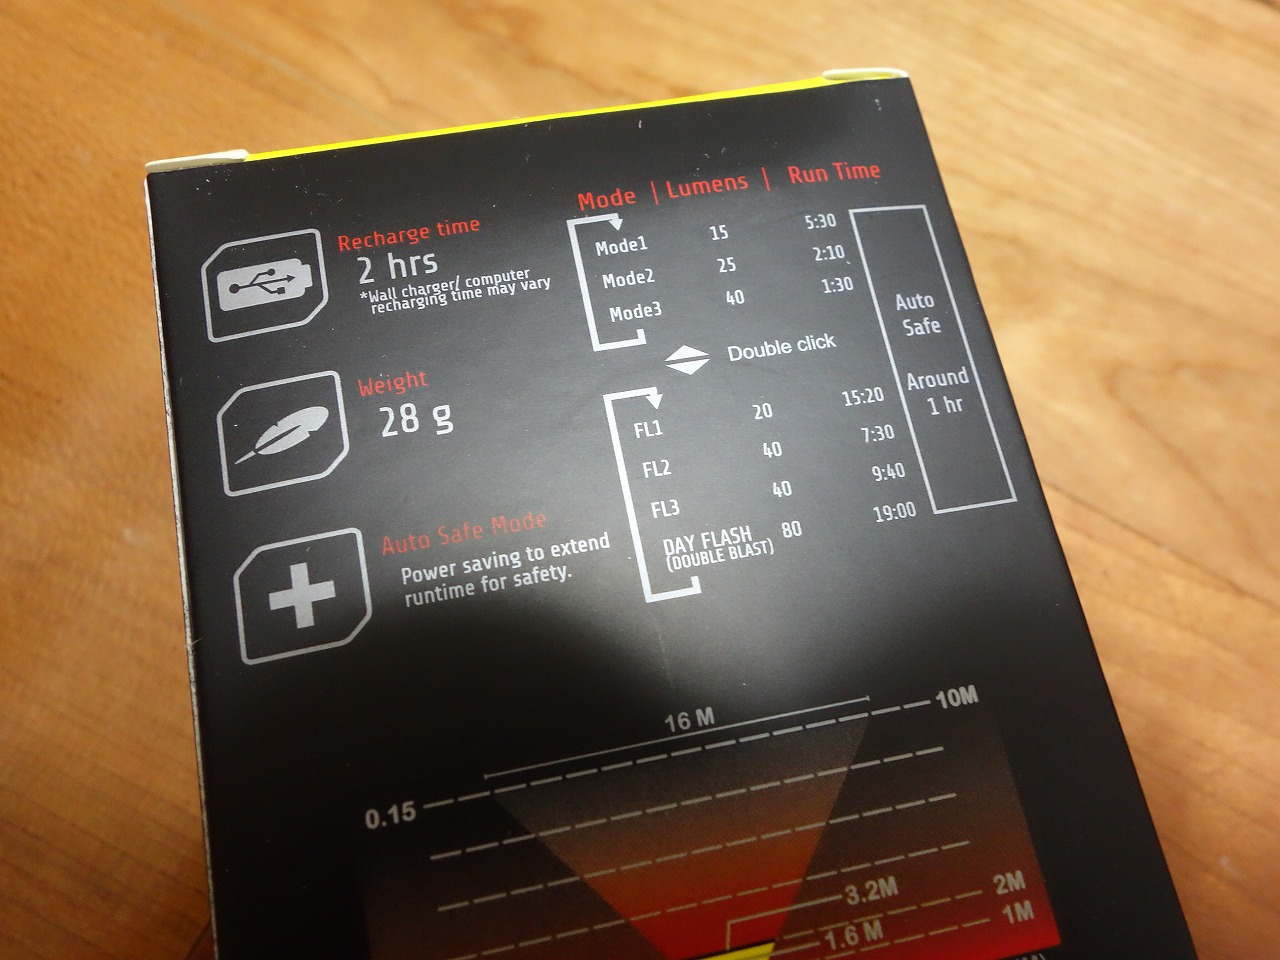 Mode | Lumens | Run Time
Mode1 15 5:30
Mode2 25 2:10
Mode3 40 1:30
Double click
FL1 20 15:20
FL2 40 7:30
FL3 40 9:40
DAY FLASH 80 19:00
(DOUBLE BLAST)
Auto
Safe
Around
1 hr
Recharge time
2 hrs
*Wall charger/ computer
recharging time may vary
Weight
28 g
Auto Safe Mode
Power saving to extend
runtime for safety.
16 M
10M
0.15
3.2M
2M
1.6 M
1M